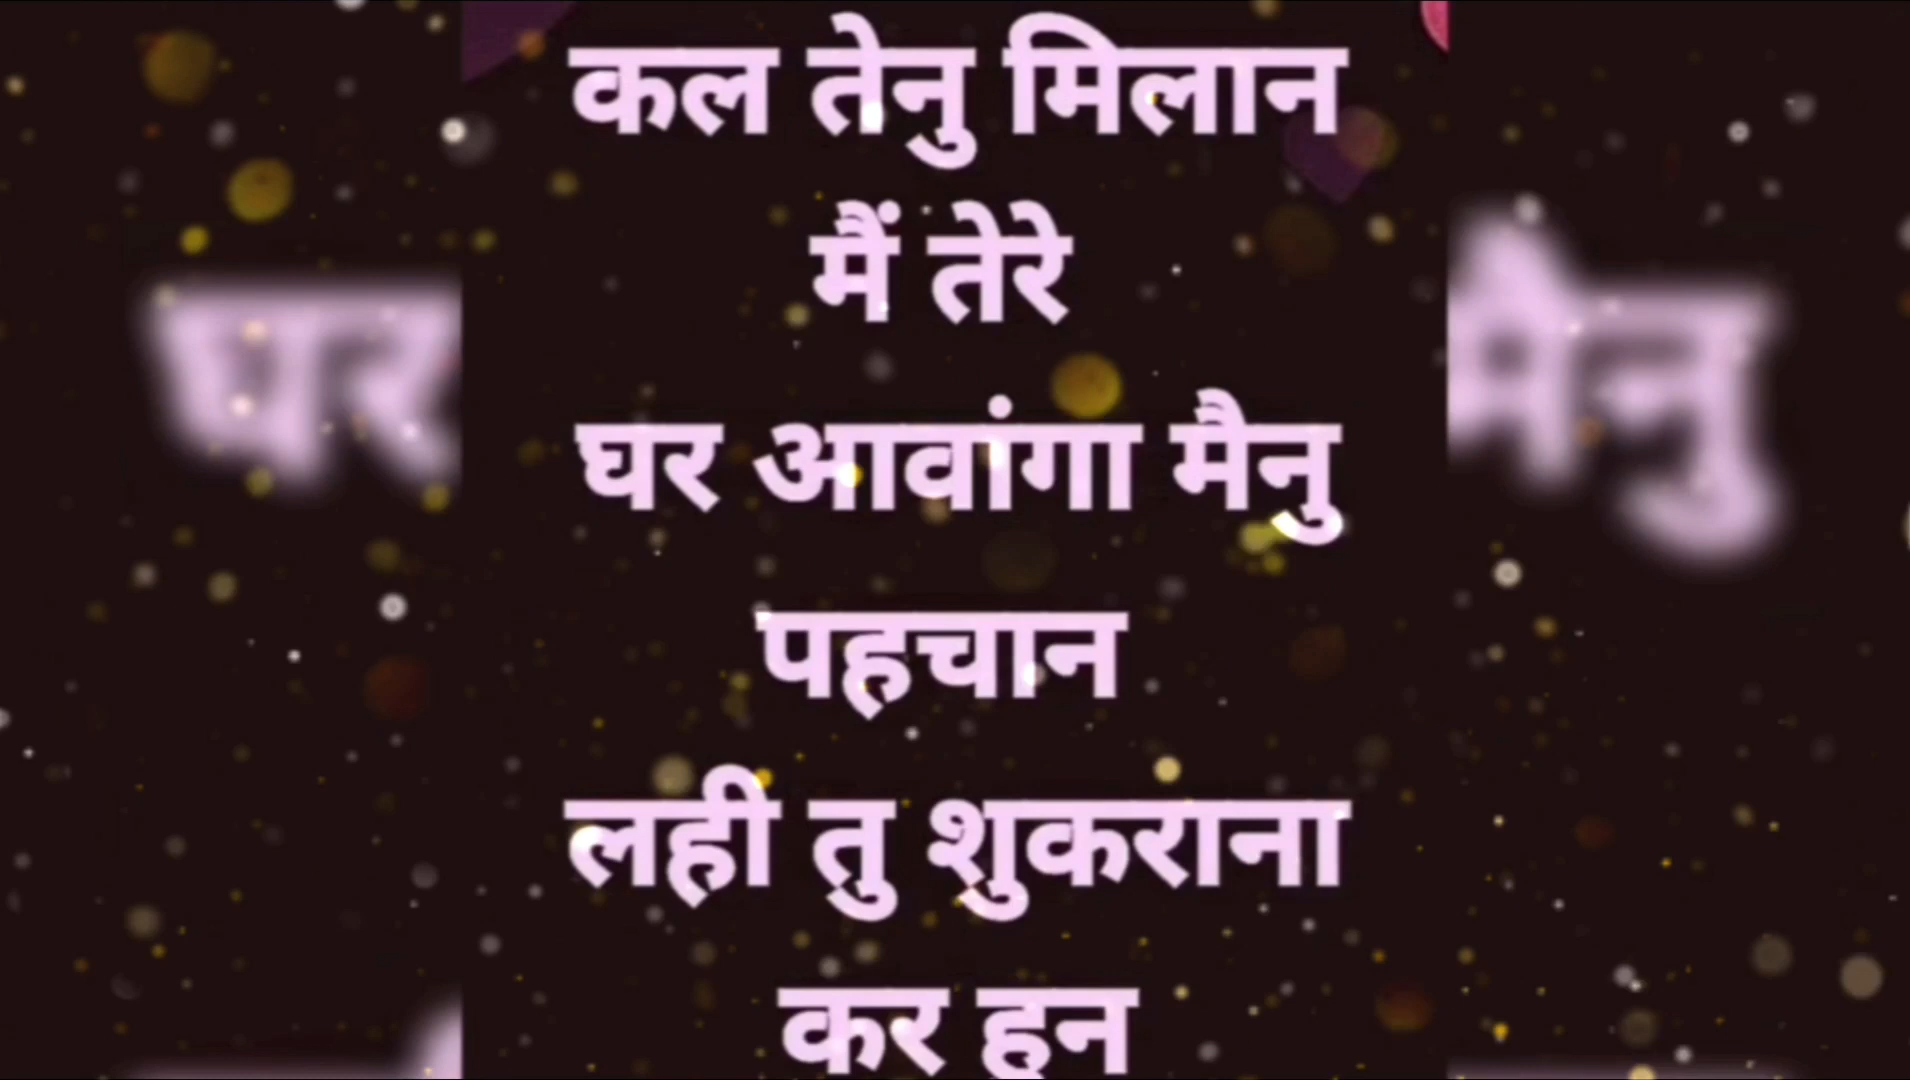 कल तेनु मिलान
मैं तेरे
घर आवांगा मैनु
पहचान
लही तु शुकराना
कर हन